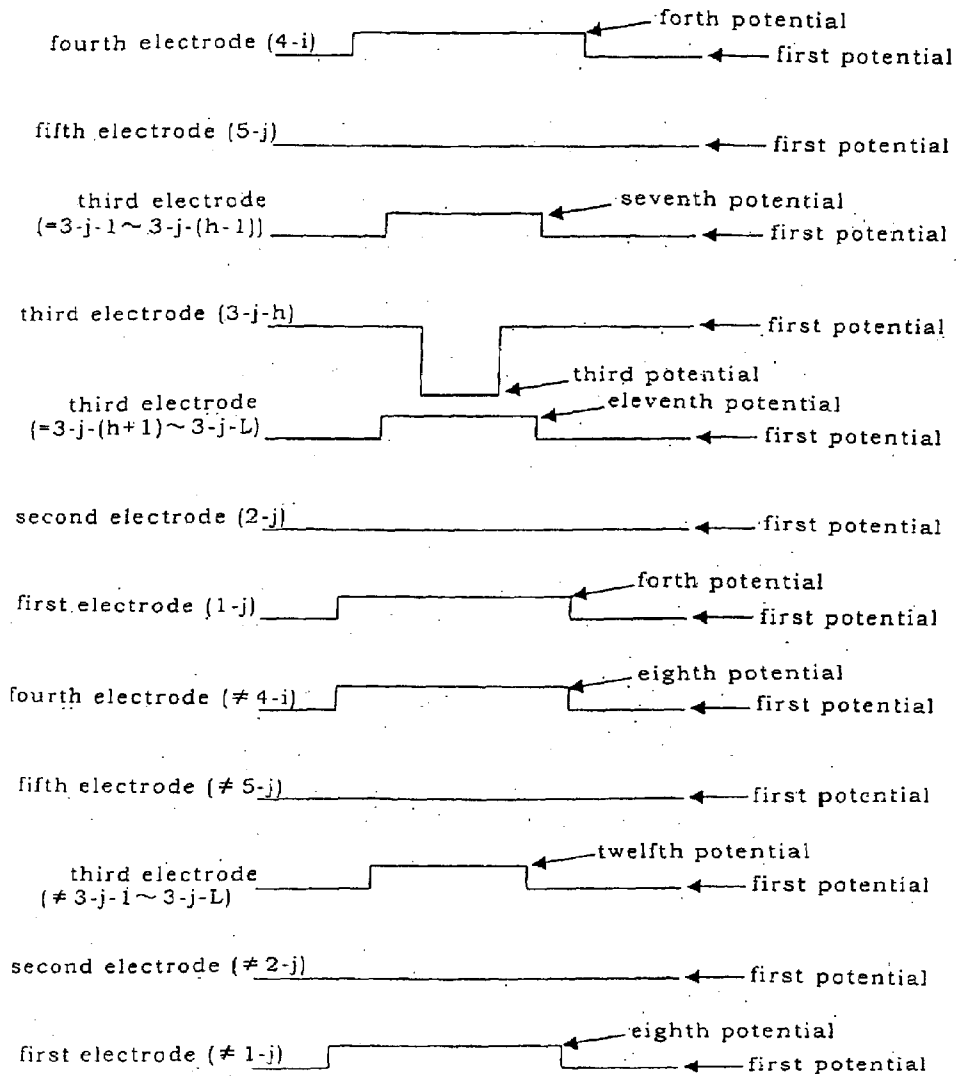 forth potential
fourth electrode (4-i)
first potential
fifth electrode (5-j)
first potential
third electrode
(=3-j-1~3-j-(h-1))
seventh potential
first potential
third electrode (3-j-h)
first potential
third potential
third electrode
(=3-j-(h+1)~3-j-L)
eleventh potential
first potential
second electrode (2-j)
first potential
forth potential
first electrode (1-j)
first potential
eighth potential
fourth electrode (≠ 4-i)
first potential
fifth electrode (≠ 5-j)
first potential
twelfth potential
third electrode
(≠ 3-j-1~3-j-L)
first potential
second electrode (≠ 2-j)
first potential
eighth potential
first electrode (≠ 1-j)
first potential